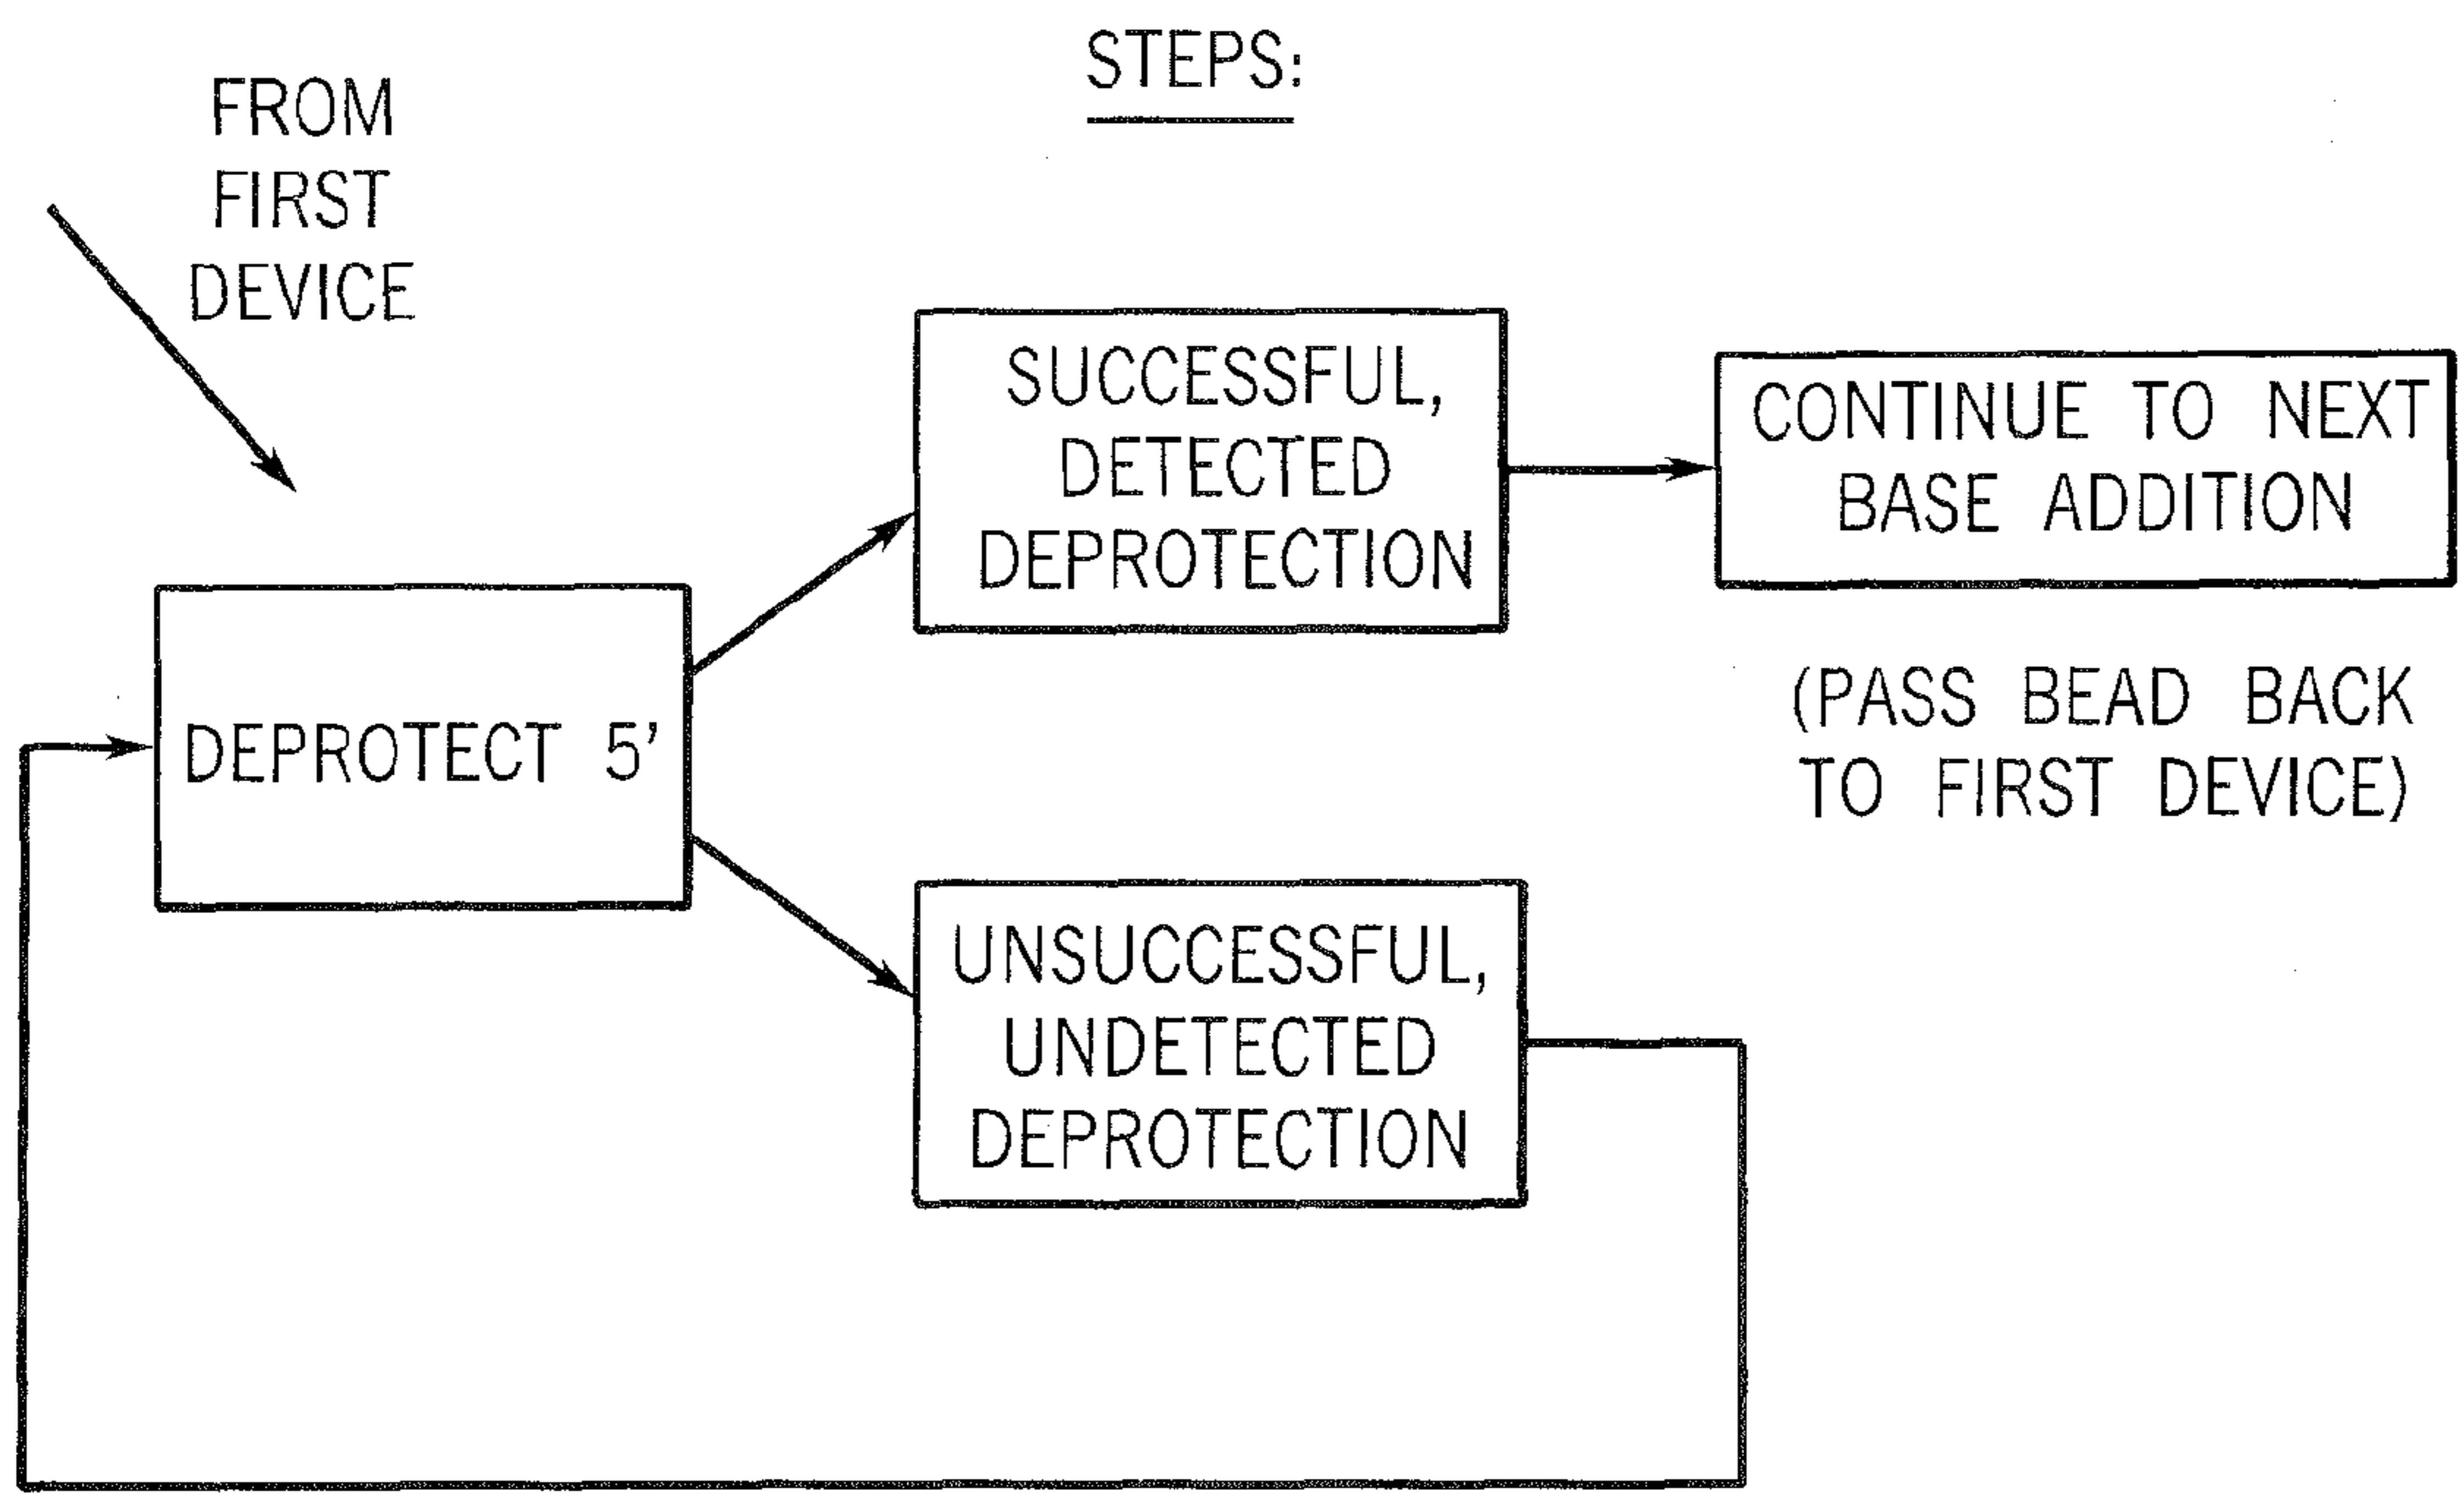 STEPS:
FROM
FIRST
DEVICE
SUCCESSFUL,
DETECTED
DEPROTECTION
CONTINUE TO NEXT
BASE ADDITION
(PASS BEAD BACK
TO FIRST DEVICE)
DEPROTECT 5'
UNSUCCESSFUL,
UNDETECTED
DEPROTECTION